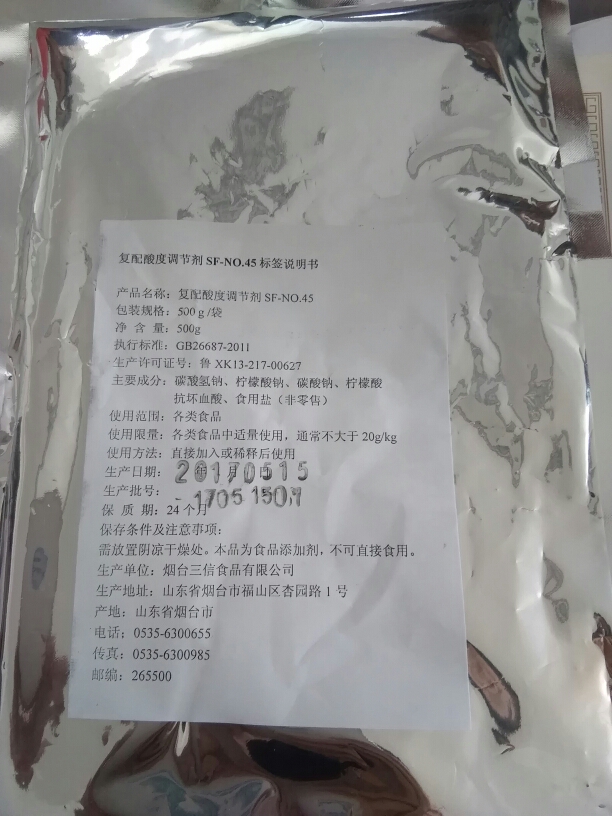 复配酸度调节剂 SF-NO.45 标签说明书
产品名称：复配酸度调节剂 SF-NO.45
包装规格：500ｇ/袋
净 含 量：500g
执行标准：GB26687-2011
生产许可证号：鲁 XK13-217-00627
主要成分：碳酸氢钠、柠檬酸钠、碳酸钠、柠檬酸
抗坏血酸、食用盐（非零售）
使用范围：各类食品
使用限量：各类食品中适量使用，通常不大于 20g/kg
使用方法：直接加入或稀释后使用
生产日期： 20170515
生产批号： 1705150
保 质 期：24 个月
保存条件及注意事项：
需放置阴凉干燥处。本品为食品添加剂，不可直接食用。
生产单位：烟台三信食品有限公司
生产地址：山东省烟台市福山区杏园路 1 号
产地：山东省烟台市
电话；0535-6300655
传真：0535-6300985
邮编：265500